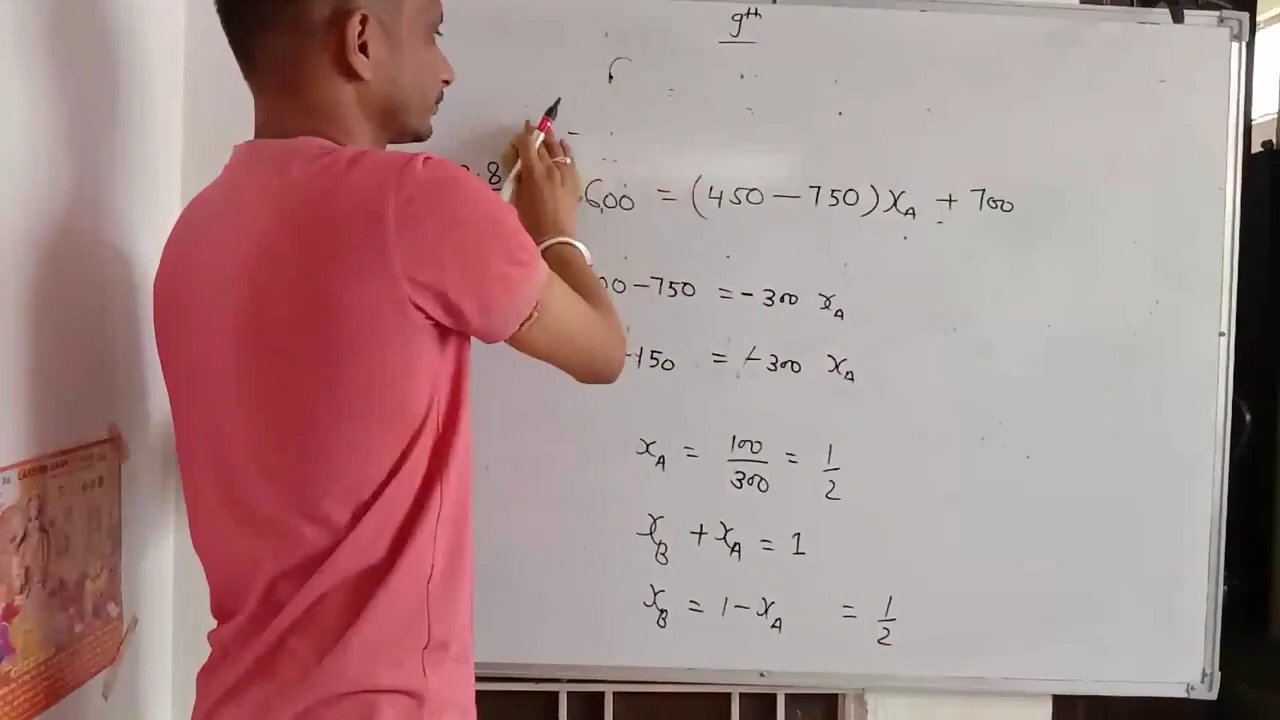 9th
.8
600 = (450 - 750) xA + 700
00 - 750 = - 300 xA
-150 = - 300 xA
xA = 100/300 = 1/2
xB + xA = 1
xB = 1 - xA = 1/2